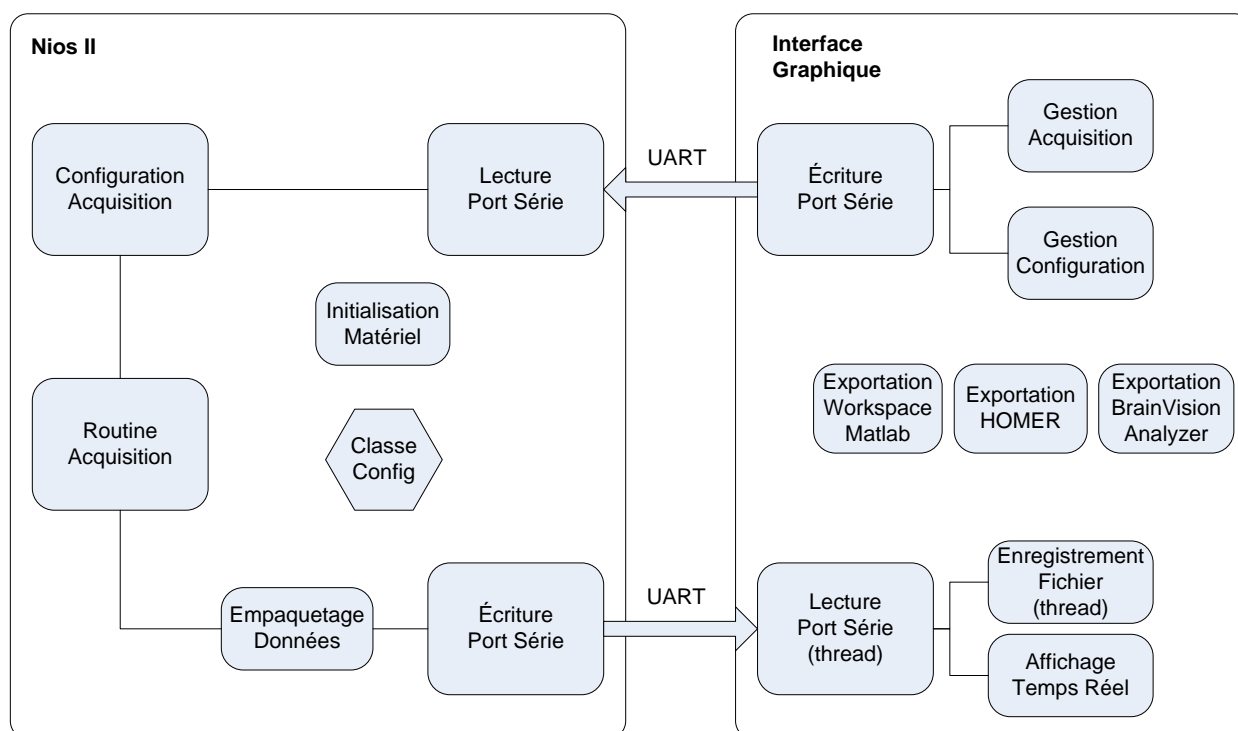 Nios II
Configuration
Acquisition
Lecture
Port Série
Initialisation
Matériel
Routine
Acquisition
Classe
Config
Empaquetage
Données
Écriture
Port Série
UART
UART
Interface
Graphique
Écriture
Port Série
Gestion
Acquisition
Gestion
Configuration
Exportation
Workspace
Matlab
Exportation
HOMER
Exportation
BrainVision
Analyzer
Lecture
Port Série
(thread)
Enregistrement
Fichier
(thread)
Affichage
Temps Réel